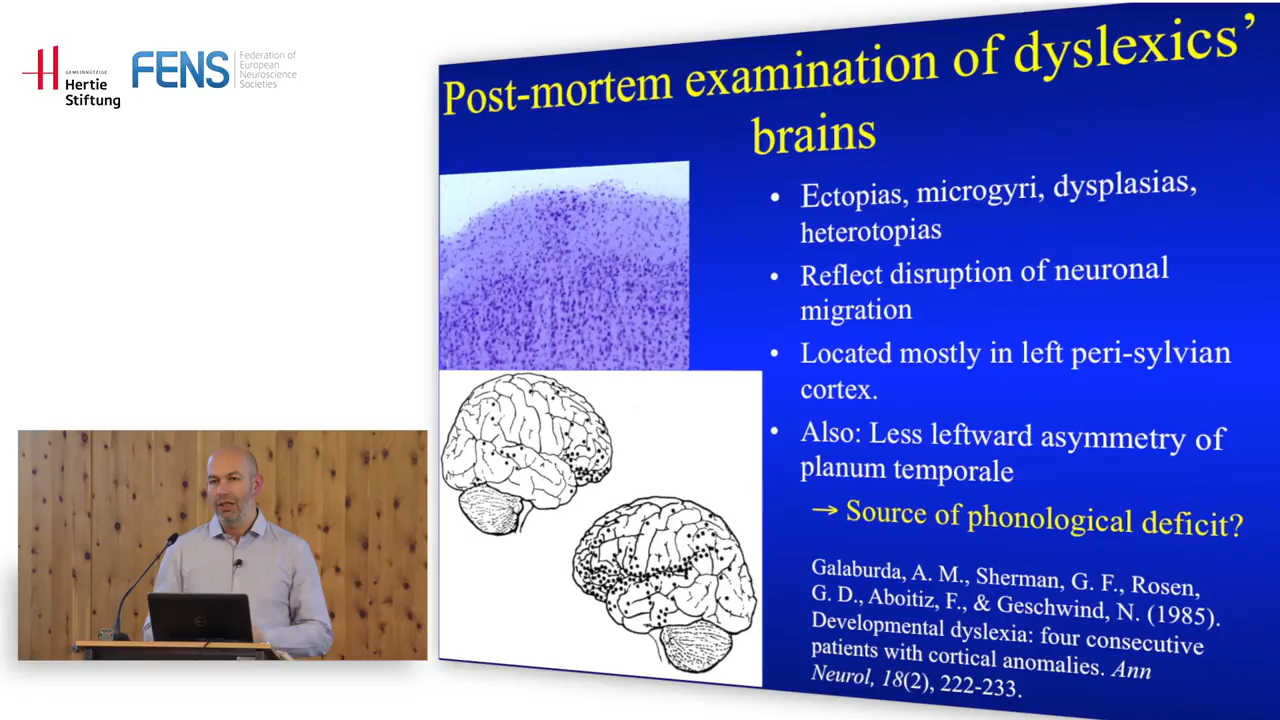 GEMEINNÜTZIGE
Hertie
Stiftung
FENS
Federation of
European
Neuroscience
Societies
Post-mortem examination of dyslexics’
brains
• Ectopias, microgyri, dysplasias,
heterotopias
• Reflect disruption of neuronal
migration
• Located mostly in left peri-sylvian
cortex.
• Also: Less leftward asymmetry of
planum temporale
→ Source of phonological deficit?
Galaburda, A. M., Sherman, G. F., Rosen,
G. D., Aboitiz, F., & Geschwind, N. (1985).
Developmental dyslexia: four consecutive
patients with cortical anomalies. Ann
Neurol, 18(2), 222-233.